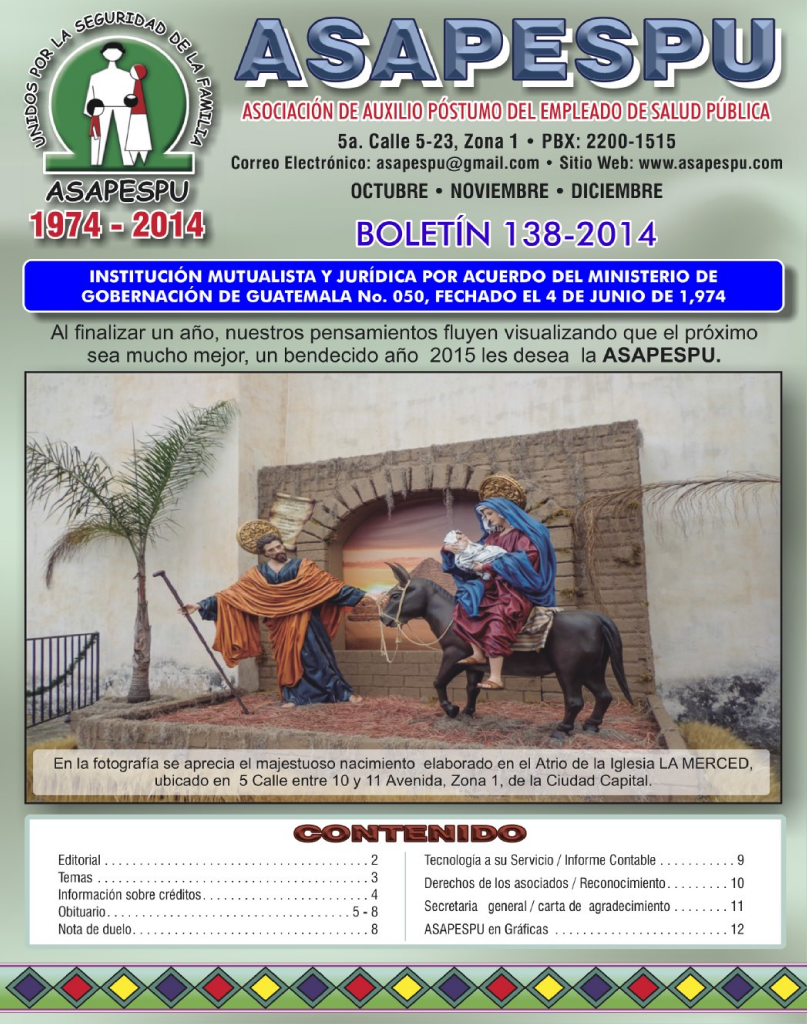 UNIDOS POR LA SEGURIDAD DE LA FAMILIA
ASAPESPU
1974 - 2014
ASAPESPU
ASOCIACIÓN DE AUXILIO PÓSTUMO DEL EMPLEADO DE SALUD PÚBLICA
5a. Calle 5-23, Zona 1 • PBX: 2200-1515
Correo Electrónico: asapespu@gmail.com • Sitio Web: www.asapespu.com
OCTUBRE • NOVIEMBRE • DICIEMBRE
BOLETÍN 138-2014
INSTITUCIÓN MUTUALISTA Y JURÍDICA POR ACUERDO DEL MINISTERIO DE
GOBERNACIÓN DE GUATEMALA No. 050, FECHADO EL 4 DE JUNIO DE 1,974
Al finalizar un año, nuestros pensamientos fluyen visualizando que el próximo
sea mucho mejor, un bendecido año 2015 les desea la ASAPESPU.
En la fotografía se aprecia el majestuoso nacimiento elaborado en el Atrio de la Iglesia LA MERCED,
ubicado en 5 Calle entre 10 y 11 Avenida, Zona 1, de la Ciudad Capital.
CONTENIDO
Editorial . . . . . . . . . . . . . . . . . . . . . . . . . . . . . . . . . . . . . . 2
Temas . . . . . . . . . . . . . . . . . . . . . . . . . . . . . . . . . . . . . . . 3
Información sobre créditos. . . . . . . . . . . . . . . . . . . . . . . . 4
Obituario. . . . . . . . . . . . . . . . . . . . . . . . . . . . . . . . . . . 5 - 8
Nota de duelo. . . . . . . . . . . . . . . . . . . . . . . . . . . . . . . . . . 8
Tecnología a su Servicio / Informe Contable . . . . . . . . . . . 9
Derechos de los asociados / Reconocimiento. . . . . . . . . 10
Secretaria general / carta de agradecimiento . . . . . . . . 11
ASAPESPU en Gráficas . . . . . . . . . . . . . . . . . . . . . . . . . 12